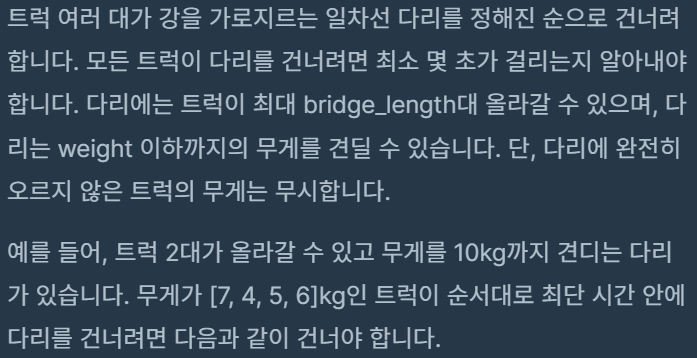 트럭 여러 대가 강을 가로지르는 일차선 다리를 정해진 순으로 건너려
합니다. 모든 트럭이 다리를 건너려면 최소 몇 초가 걸리는지 알아내야
합니다. 다리에는 트럭이 최대 bridge_length대 올라갈 수 있으며, 다
리는 weight 이하까지의 무게를 견딜 수 있습니다. 단, 다리에 완전히
오르지 않은 트럭의 무게는 무시합니다.
예를 들어, 트럭 2대가 올라갈 수 있고 무게를 10kg까지 견디는 다리
가 있습니다. 무게가 [7, 4, 5, 6]kg인 트럭이 순서대로 최단 시간 안에
다리를 건너려면 다음과 같이 건너야 합니다.